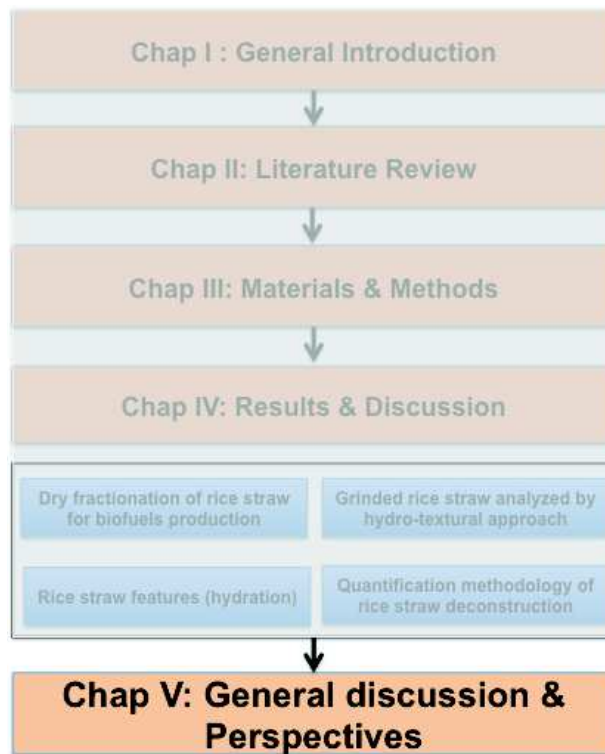 Chap I : General Introduction
Chap II: Literature Review
Chap III: Materials & Methods
Chap IV: Results & Discussion
Dry fractionation of rice straw
for biofuels production
Grinded rice straw analyzed by
hydro-textural approach
Rice straw features (hydration)
Quantification methodology of
rice straw deconstruction
Chap V: General discussion &
Perspectives